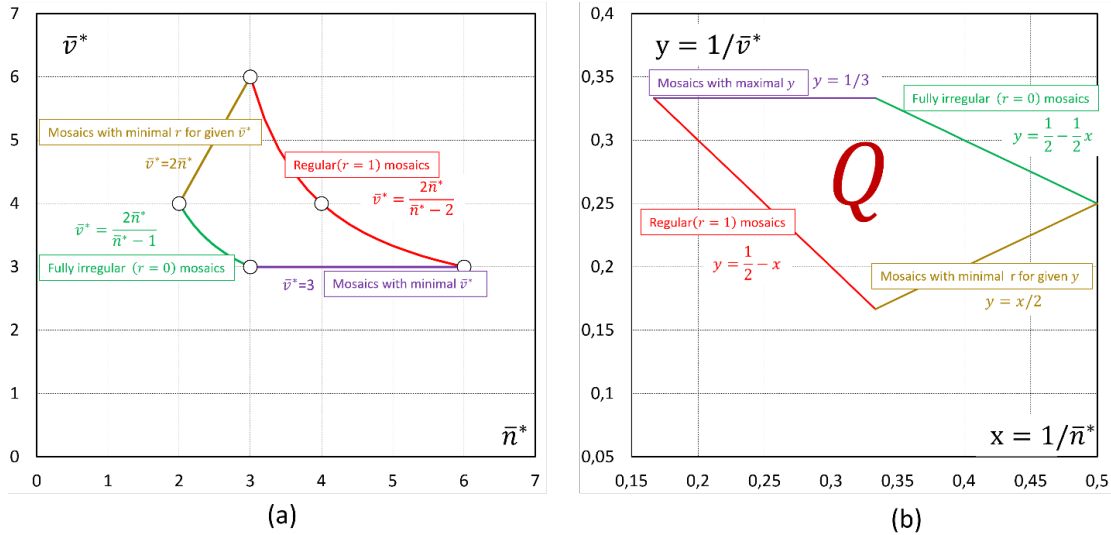 7
v̄*
6
5
4
3
2
1
0
Mosaics with minimal r for given v̄*
v̄*=2n̄*
Regular(r = 1) mosaics
v̄* = 2n̄* / (n̄* − 2)
v̄* = 2n̄* / (n̄* − 1)
Fully irregular (r = 0) mosaics
v̄*=3
Mosaics with minimal v̄*
n̄*
0 1 2 3 4 5 6 7
(a)
0,4
y = 1/v̄*
0,35
0,3
0,25
0,2
0,15
0,1
0,05
Mosaics with maximal y
y = 1/3
Fully irregular (r = 0) mosaics
y = 1/2 − 1/2 x
Q
Regular(r = 1) mosaics
y = 1/2 − x
Mosaics with minimal r for given y
y = x/2
x = 1/n̄*
0,15 0,2 0,25 0,3 0,35 0,4 0,45 0,5
(b)